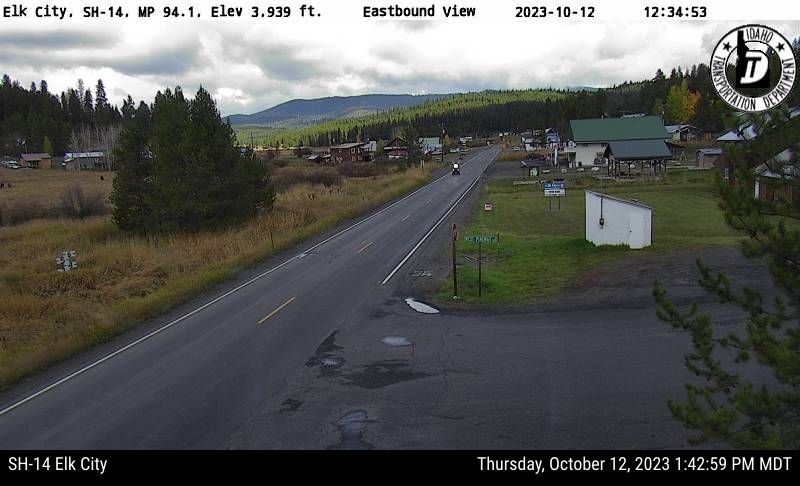 Elk City, SH-14, MP 94.1, Elev 3,939 ft. Eastbound View 2023-10-12 12:34:53
IDAHO
TRANSPORTATION DEPARTMENT
SH-14 Elk City
Thursday, October 12, 2023 1:42:59 PM MDT